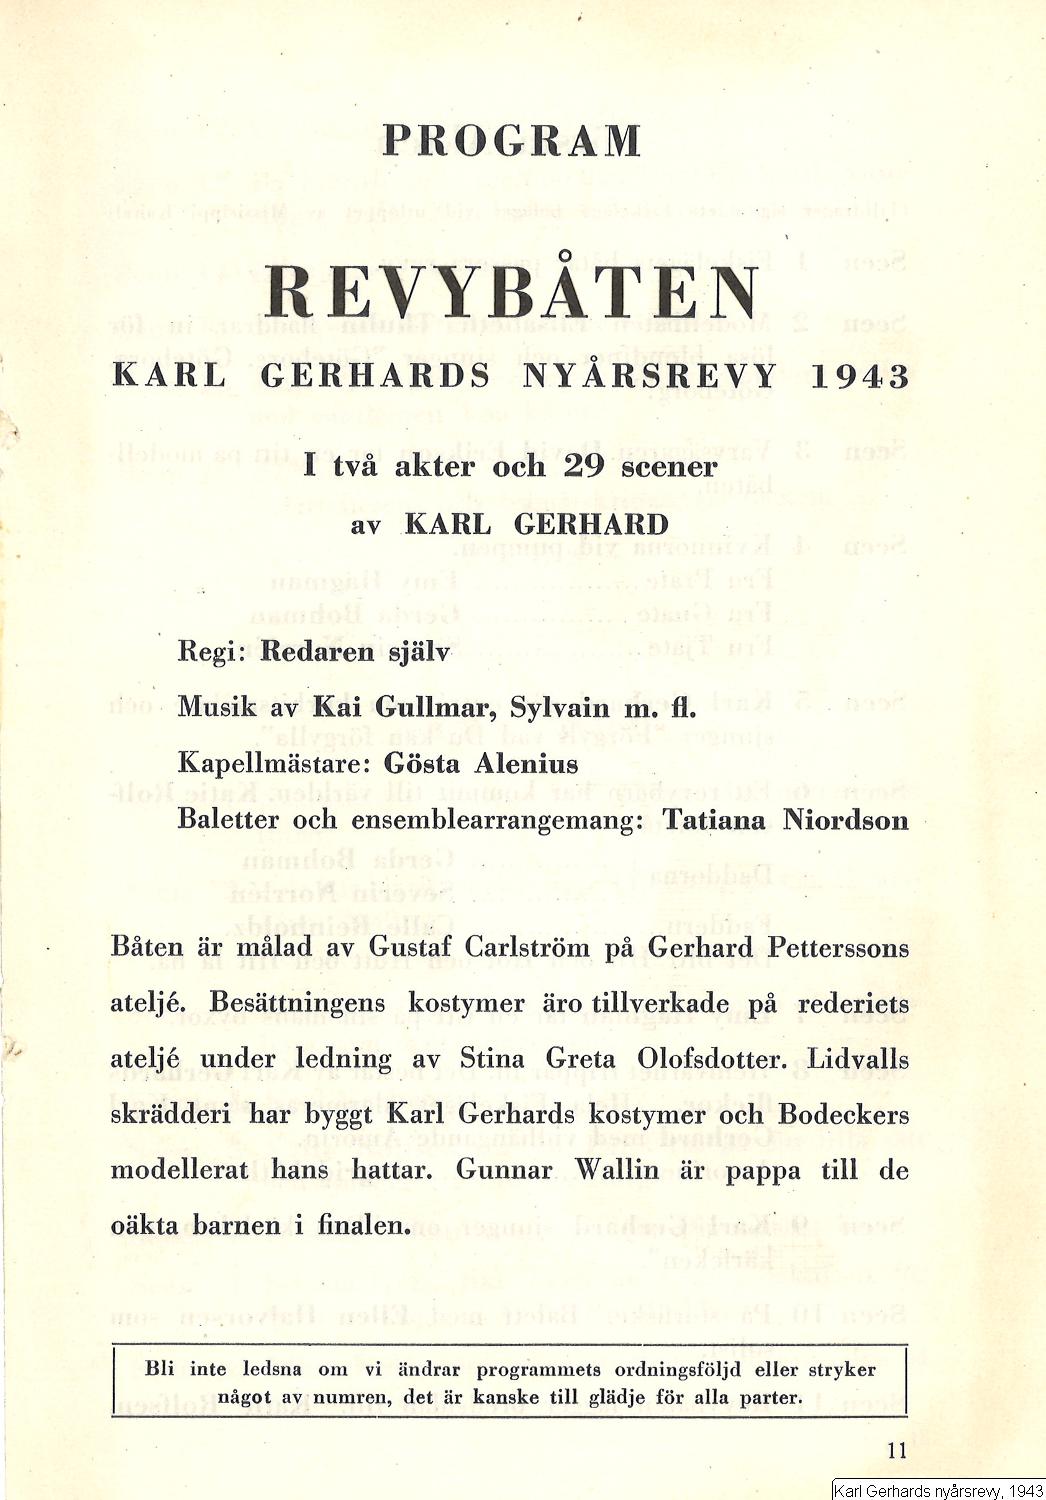 PROGRAM
REVYBÅTEN
KARL GERHARDS NYÅRSREVY 1943
I två akter och 29 scener
av KARL GERHARD
Regi: Redaren själv
Musik av Kai Gullmar, Sylvain m. fl.
Kapellmästare: Gösta Alenius
Baletter och ensemblearrangemang: Tatiana Niordson
Båten är målad av Gustaf Carlström på Gerhard Petterssons
ateljé. Besättningens kostymer äro tillverkade på rederiets
ateljé under ledning av Stina Greta Olofsdotter. Lidvalls
skrädderi har byggt Karl Gerhards kostymer och Bodeckers
modellerat hans hattar. Gunnar Wallin är pappa till de
oäkta barnen i finalen.
Bli inte ledsna om vi ändrar programmets ordningsföljd eller stryker
något av numren, det är kanske till glädje för alla parter.
11
Karl Gerhards nyårsrevy, 1943